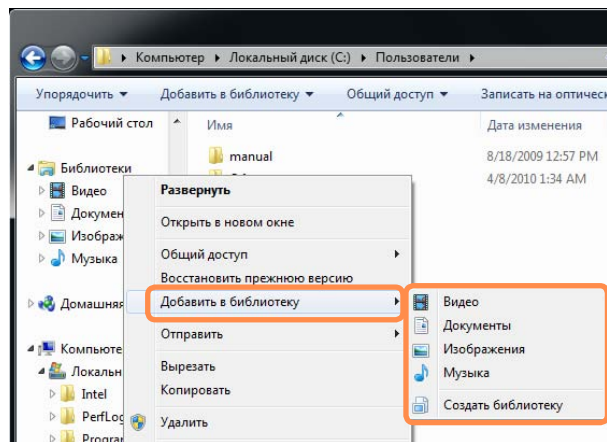 Компьютер ▸ Локальный диск (C:) ▸ Пользователи ▸
Упорядочить Добавить в библиотеку Общий доступ Записать на оптичес
Рабочий стол
Имя Дата изменения
manual 8/18/2009 12:57 PM
4/8/2010 1:34 AM
Библиотеки
Видео
Докумен
Изображ
Музыка
Домашняя
Компьюте
Локальн
Intel
PerfLog
Program
Развернуть
Открыть в новом окне
Общий доступ
Восстановить прежнюю версию
Добавить в библиотеку
Отправить
Вырезать
Копировать
Удалить
Видео
Документы
Изображения
Музыка
Создать библиотеку